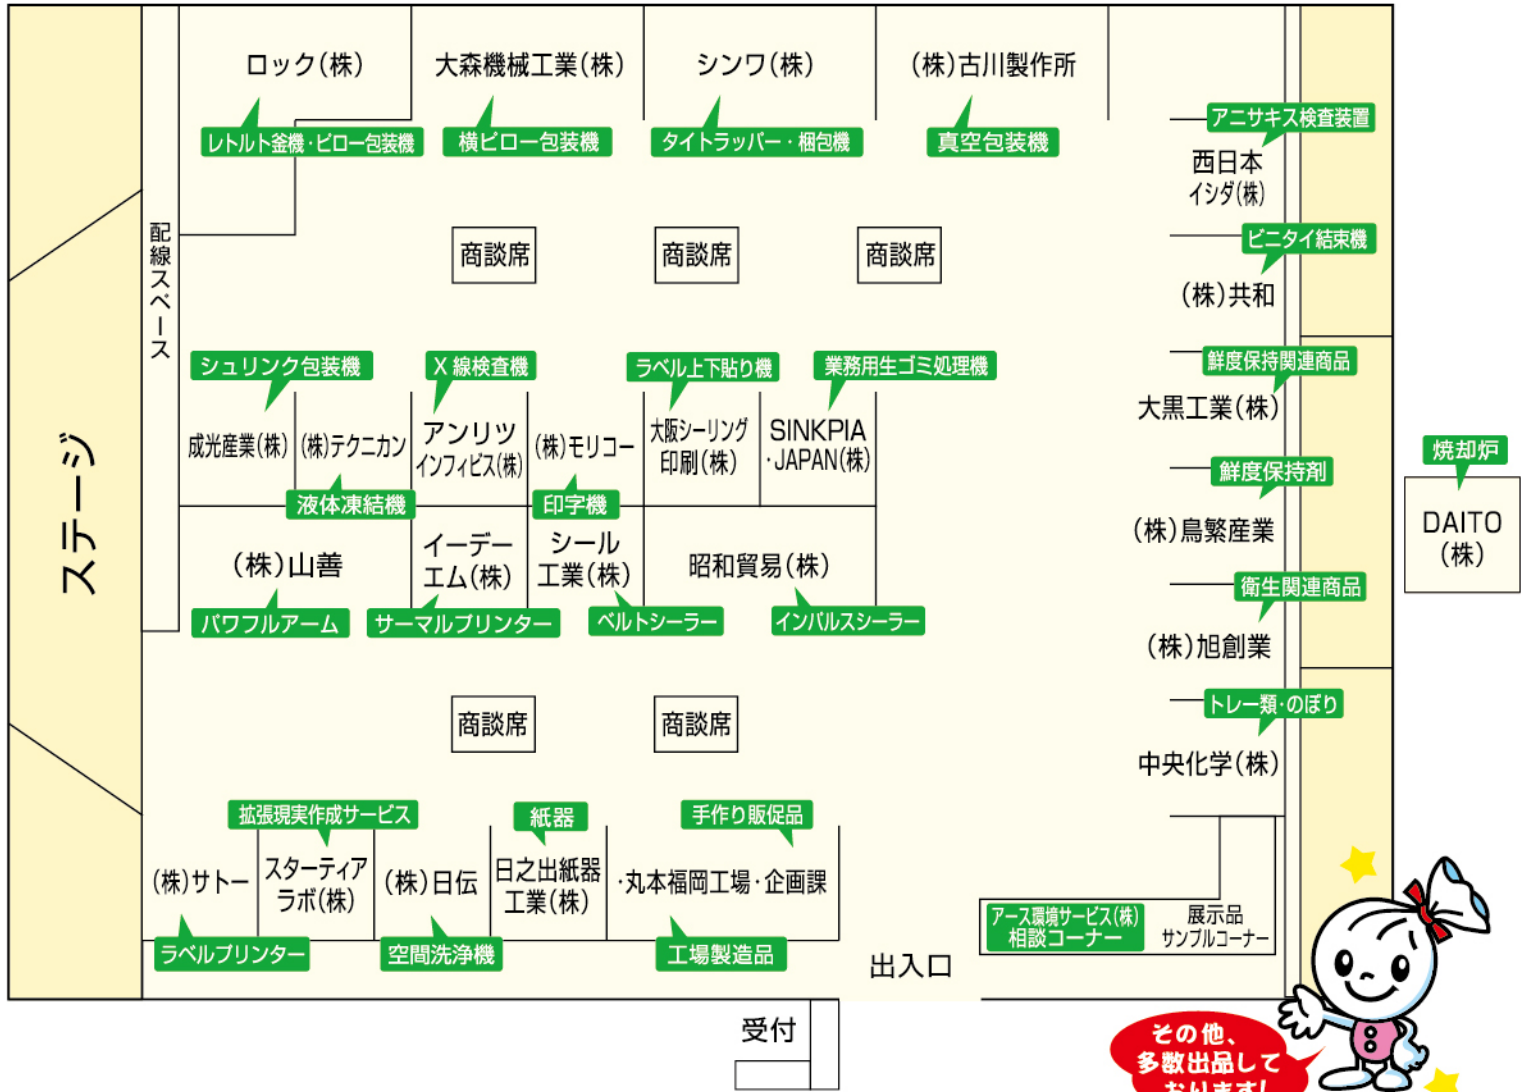 ロック(株)
大森機械工業(株)
シンワ(株)
(株)古川製作所
レトルト釜機・ピロー包装機
横ピロー包装機
タイトラッパー・梱包機
真空包装機
アニサキス検査装置
西日本
イシダ(株)
配線スペース
商談席
商談席
商談席
ビニタイ結束機
(株)共和
シュリンク包装機
X線検査機
ラベル上下貼り機
業務用生ゴミ処理機
鮮度保持関連商品
大黒工業(株)
成光産業(株)
(株)テクニカン
アンリツ
インフィビス(株)
(株)モリコー
大阪シーリング
印刷(株)
SINKPIA
・JAPAN(株)
液体凍結機
印字機
鮮度保持剤
(株)鳥繁産業
焼却炉
DAITO
(株)
ステージ
(株)山善
イーデー
エム(株)
シール
工業(株)
昭和貿易(株)
パワフルアーム
サーマルプリンター
ベルトシーラー
インパルスシーラー
衛生関連商品
(株)旭創業
商談席
商談席
トレー類・のぼり
中央化学(株)
拡張現実作成サービス
紙器
手作り販促品
(株)サトー
スターティア
ラボ(株)
(株)日伝
日之出紙器
工業(株)
・丸本福岡工場・企画課
ラベルプリンター
空間洗浄機
工場製造品
アース環境サービス(株)
相談コーナー
展示品
サンプルコーナー
出入口
受付
その他、
多数出品して
おります!